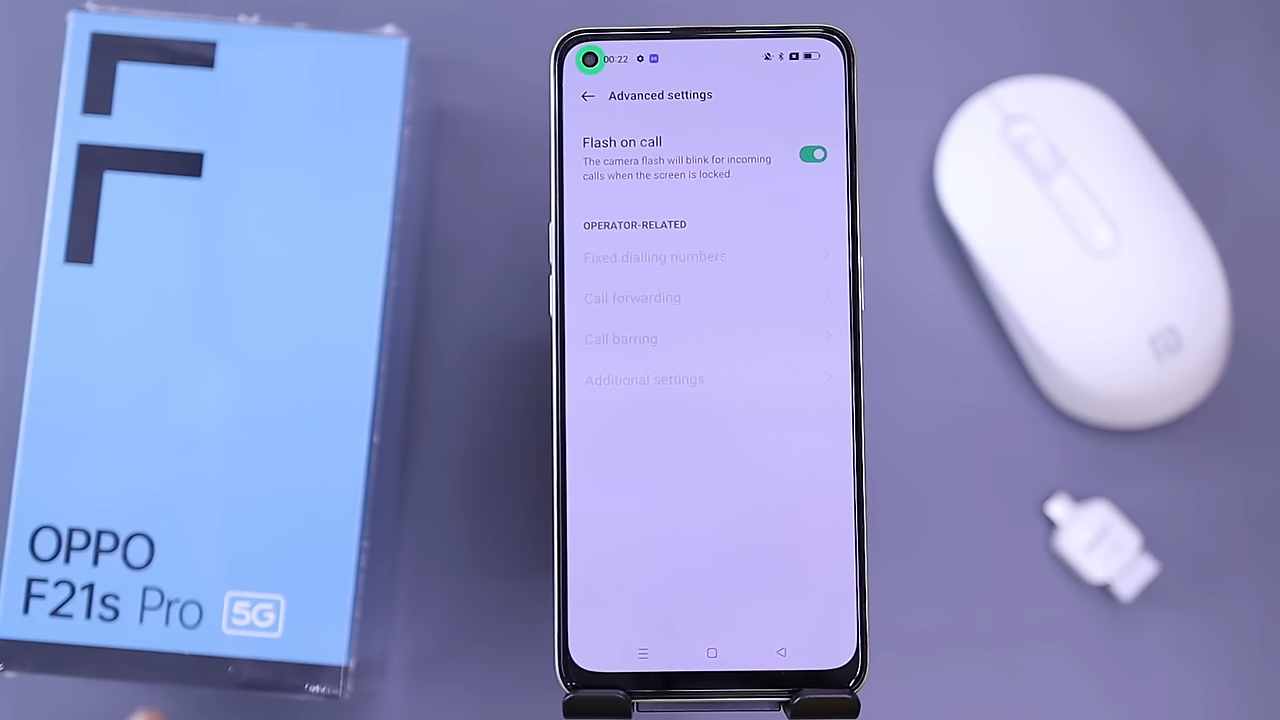 OPPO
F21s Pro 5G
00:22
Advanced settings
Flash on call
The camera flash will blink for incoming
calls when the screen is locked.
OPERATOR-RELATED
Fixed dialling numbers
Call forwarding
Call barring
Additional settings